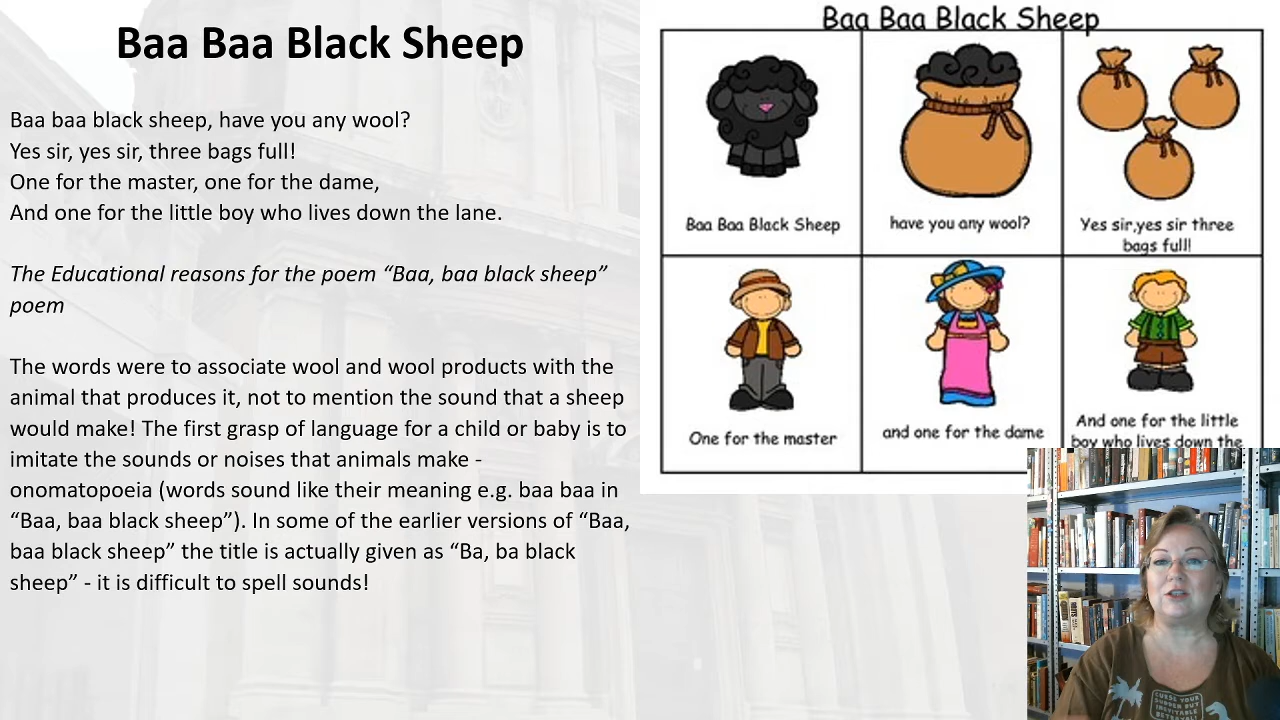 Baa Baa Black Sheep
Baa baa black sheep, have you any wool?
Yes sir, yes sir, three bags full!
One for the master, one for the dame,
And one for the little boy who lives down the lane.
The Educational reasons for the poem “Baa, baa black sheep”
poem
The words were to associate wool and wool products with the
animal that produces it, not to mention the sound that a sheep
would make! The first grasp of language for a child or baby is to
imitate the sounds or noises that animals make -
onomatopoeia (words sound like their meaning e.g. baa baa in
“Baa, baa black sheep”). In some of the earlier versions of “Baa,
baa black sheep” the title is actually given as “Ba, ba black
sheep” - it is difficult to spell sounds!
Baa Baa Black Sheep
Baa Baa Black Sheep
have you any wool?
Yes sir,yes sir three
bags full!
One for the master
and one for the dame
And one for the little
boy who lives down the
CURSE YOUR
SUDDEN BUT
INEVITABLE
BETRAYAL